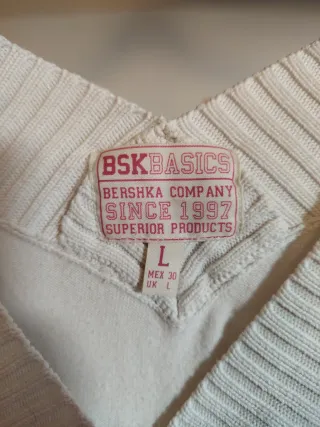 BSKBASICS
BERSHKA COMPANY
SINCE 1997
SUPERIOR PRODUCTS
L
MEX 30
UK L